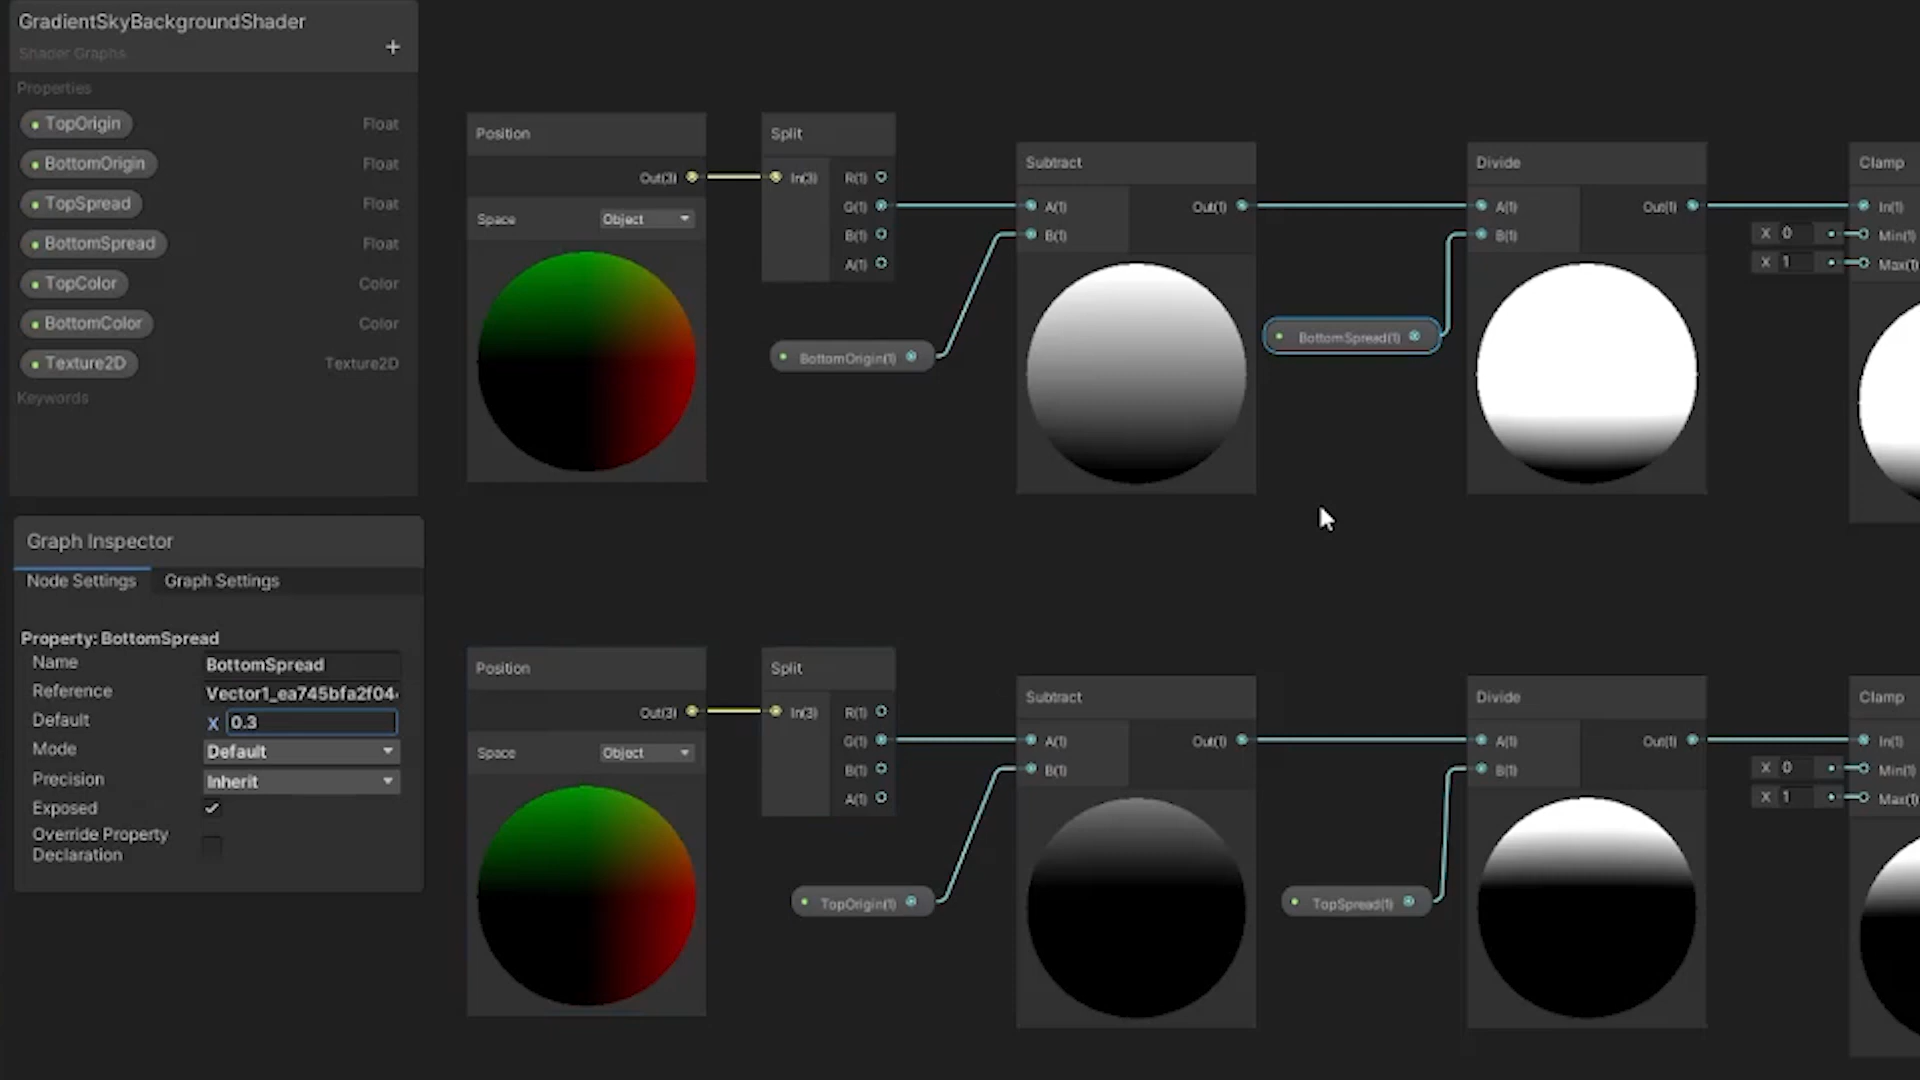 GradientSkyBackgroundShader
Shader Graphs
+
Properties
TopOrigin Float
BottomOrigin Float
TopSpread Float
BottomSpread Float
TopColor Color
BottomColor Color
Texture2D Texture2D
Keywords
Graph Inspector
Node Settings Graph Settings
Property: BottomSpread
Name BottomSpread
Reference Vector1_ea745bfa2f04
Default X 0.3
Mode Default
Precision Inherit
Exposed
Override Property
Declaration
Position
Out(3)
Space Object
Split
In(3) R(1)
G(1)
B(1)
A(1)
BottomOrigin(1)
Subtract
A(1) Out(1)
B(1)
BottomSpread(1)
Divide
A(1) Out(1)
B(1)
Clamp
In(1)
X 0 Min(1)
X 1 Max(1)
Position
Out(3)
Space Object
Split
In(3) R(1)
G(1)
B(1)
A(1)
TopOrigin(1)
Subtract
A(1) Out(1)
B(1)
TopSpread(1)
Divide
A(1) Out(1)
B(1)
Clamp
In(1)
X 0 Min(1)
X 1 Max(1)